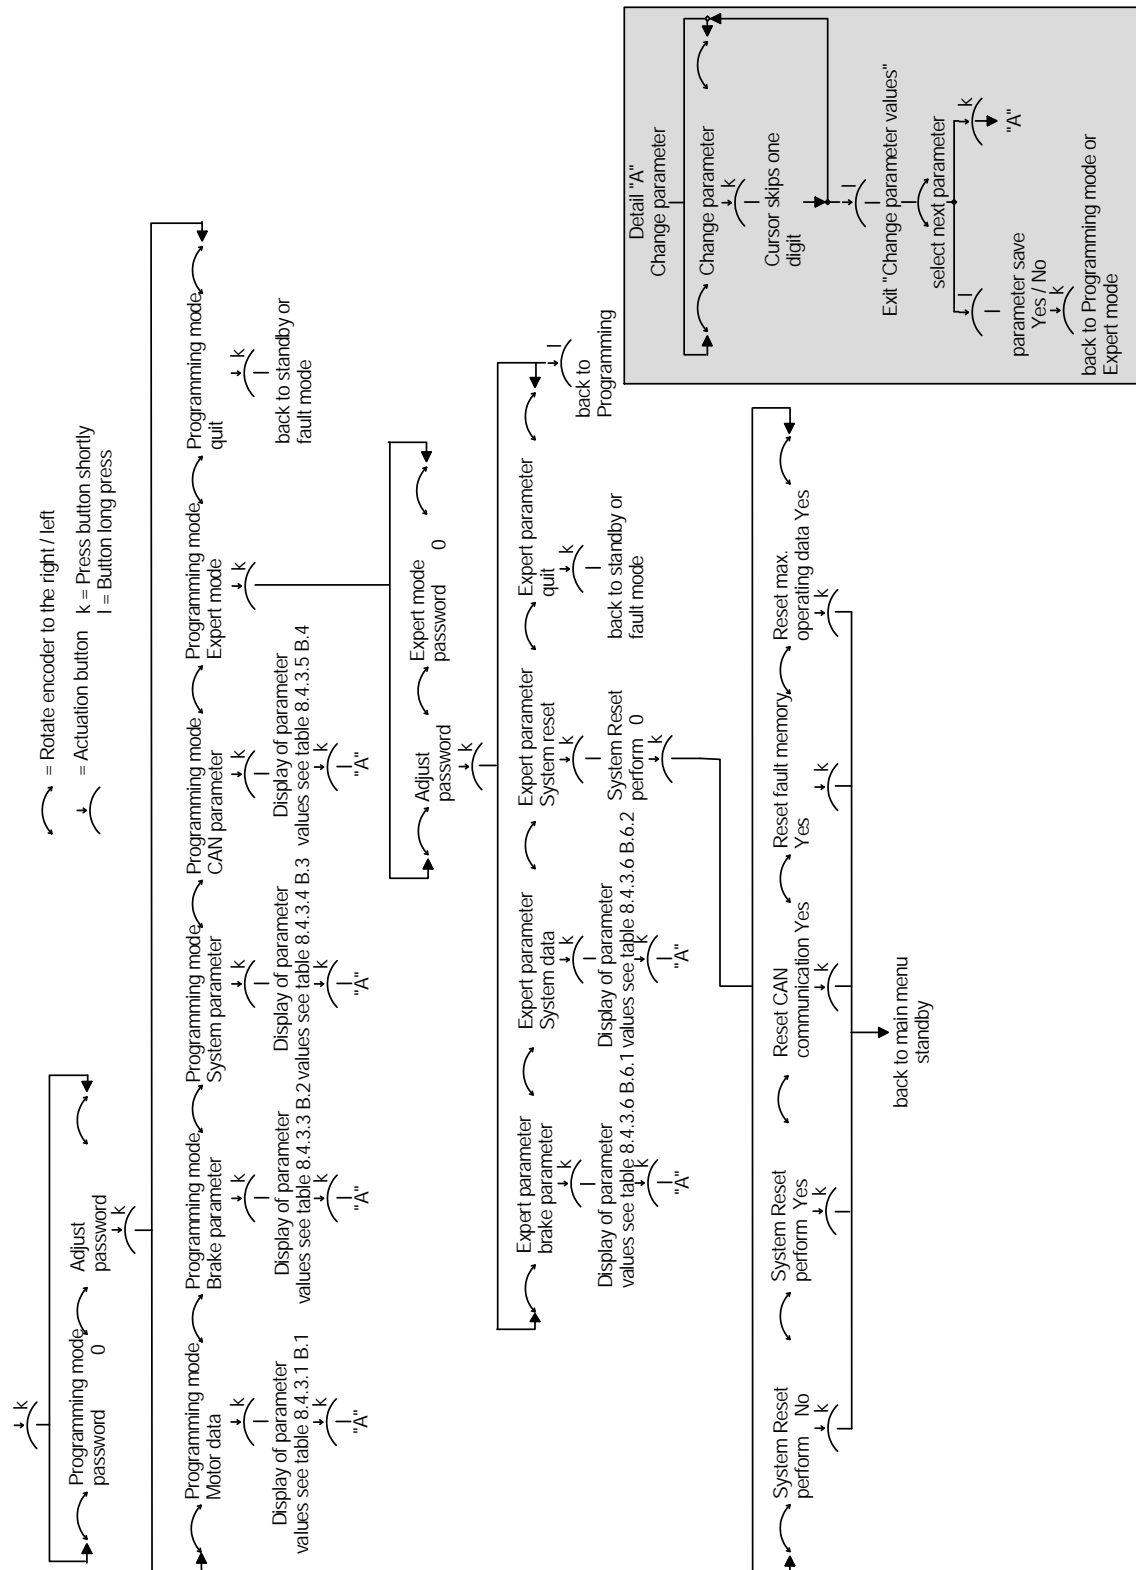 = Rotate encoder to the right / left
= Actuation button k = Press button shortly
l = Button long press
k
Programming mode
password 0
Adjust
password
k
Programming mode
Motor data
k
l
Display of parameter
values see table 8.4.3.1 B.1
k
l
"A"
Programming mode
Brake parameter
k
l
Display of parameter
values see table 8.4.3.3 B.2
k
l
"A"
Programming mode
System parameter
k
l
Display of parameter
values see table 8.4.3.4 B.3
k
l
"A"
Programming mode
CAN parameter
k
l
Display of parameter
values see table 8.4.3.5 B.4
k
l
"A"
Programming mode
Expert mode
k
Programming mode
quit
k
l
back to standby or
fault mode
Adjust
password
k
Expert mode
password 0
Expert parameter
brake parameter
k
l
Display of parameter
values see table 8.4.3.6 B.6.1
k
l
"A"
Expert parameter
System data
k
l
Display of parameter
values see table 8.4.3.6 B.6.2
k
l
"A"
Expert parameter
System reset
k
l
System Reset
perform 0
k
Expert parameter
quit
k
l
back to standby or
fault mode
l
back to
Programming
System Reset
perform No
k
System Reset
perform Yes
k
Reset CAN
communication Yes
k
Reset fault memory
Yes
k
Reset max.
operating data Yes
k
back to main menu
standby
Detail "A"
Change parameter
Change parameter
k
l
Cursor skips one
digit
l
l
Exit "Change parameter values"
select next parameter
l
l
parameter save
Yes / No
k
back to Programming mode or
Expert mode
k
"A"